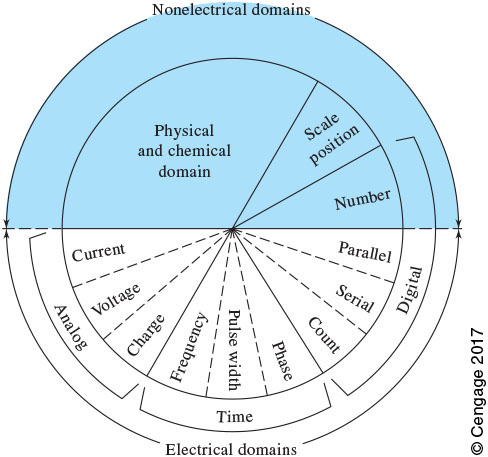 Nonelectrical domains
Physical
and chemical
domain
Scale
position
Number
Current
Voltage
Charge
Frequency
Pulse width
Phase
Count
Serial
Parallel
Analog
Time
Digital
Electrical domains
© Cengage 2017